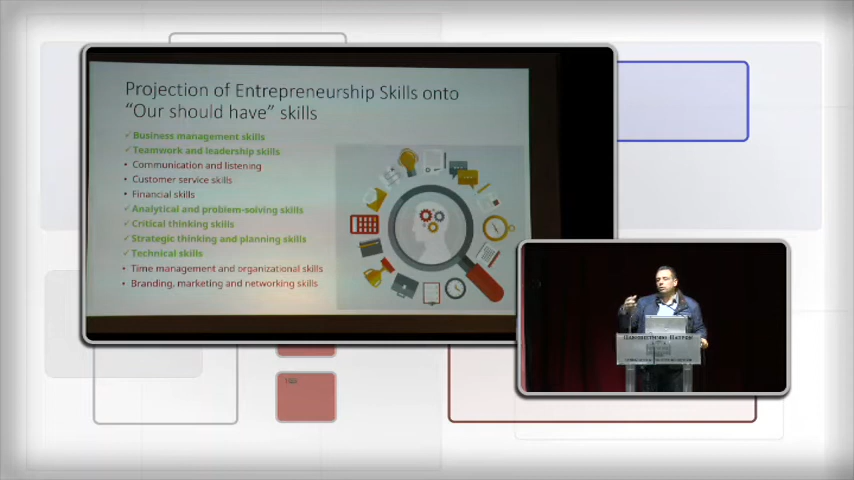 Projection of Entrepreneurship Skills onto
“Our should have” skills
✓ Business management skills
✓ Teamwork and leadership skills
• Communication and listening
• Customer service skills
• Financial skills
✓ Analytical and problem-solving skills
✓ Critical thinking skills
✓ Strategic thinking and planning skills
✓ Technical skills
• Time management and organizational skills
• Branding, marketing and networking skills